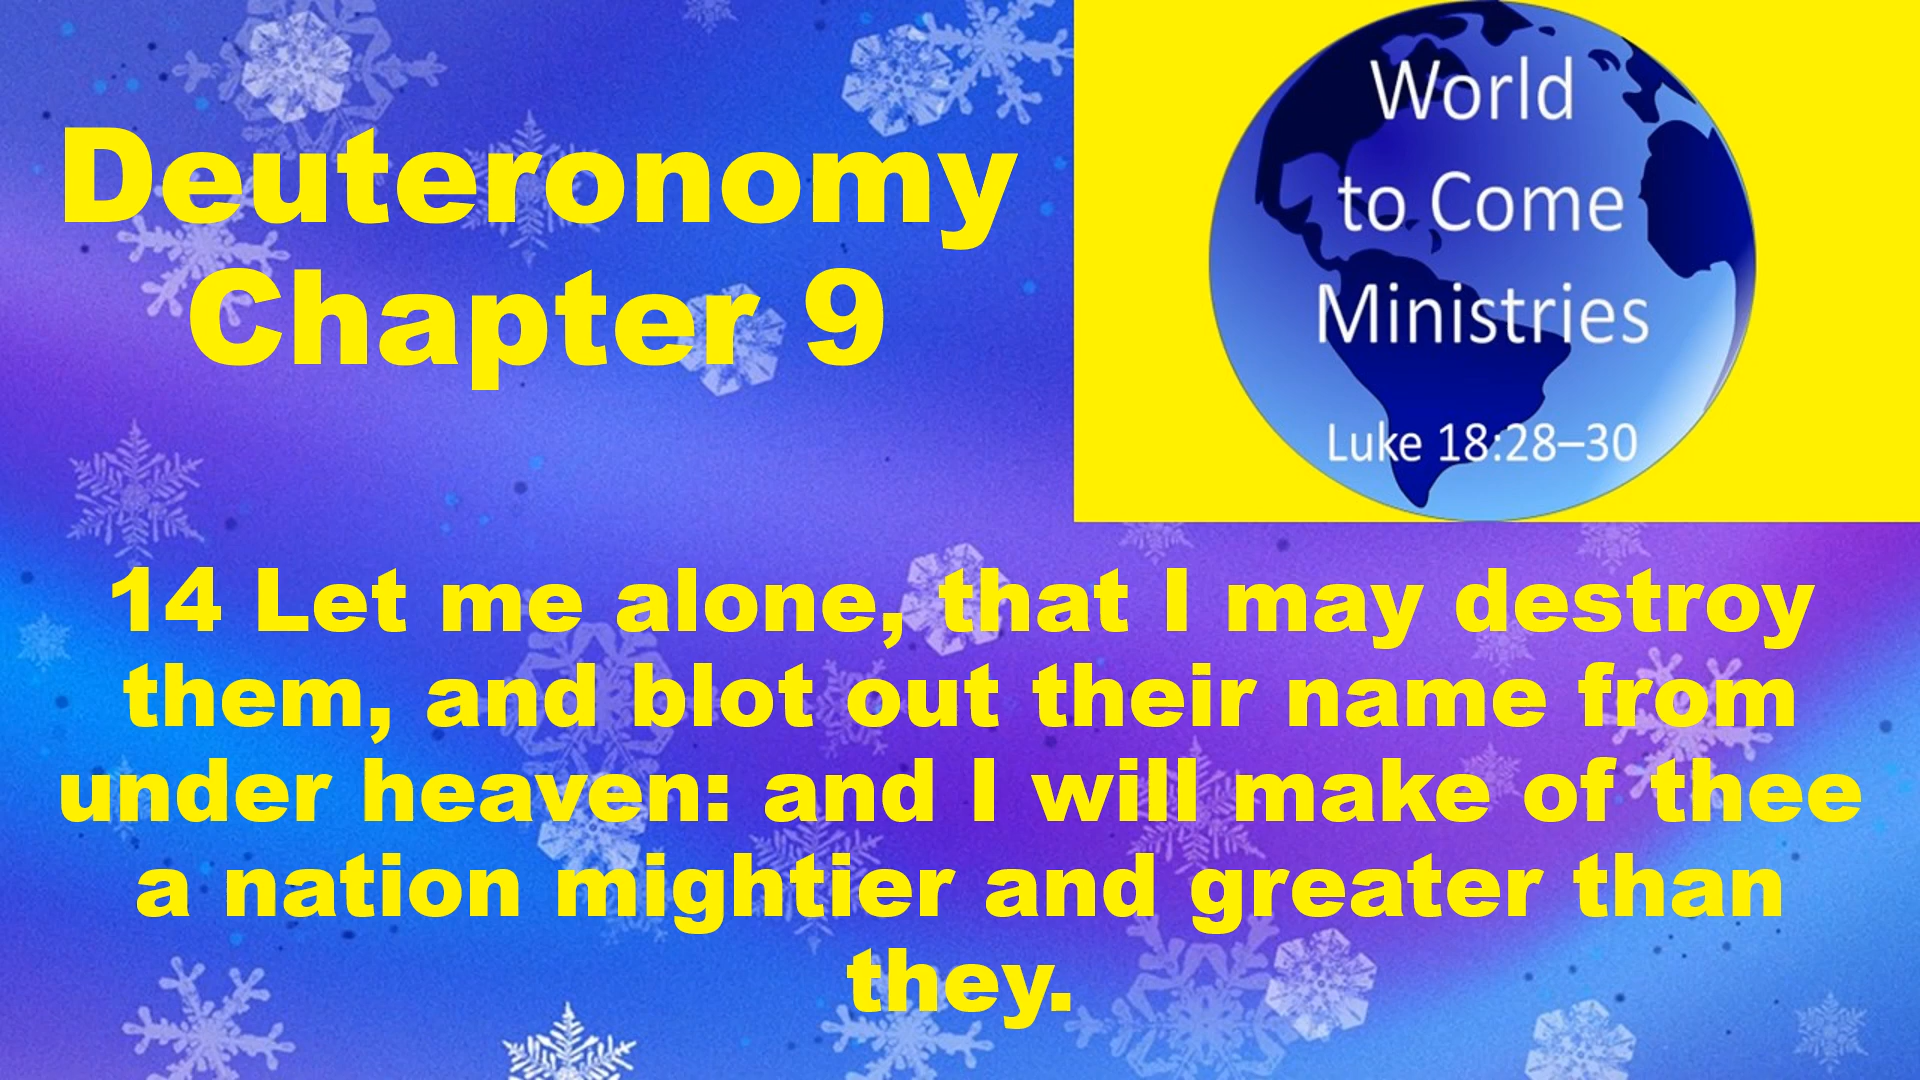 Deuteronomy
Chapter 9
World
to Come
Ministries
Luke 18:28–30
14 Let me alone, that I may destroy
them, and blot out their name from
under heaven: and I will make of thee
a nation mightier and greater than
they.